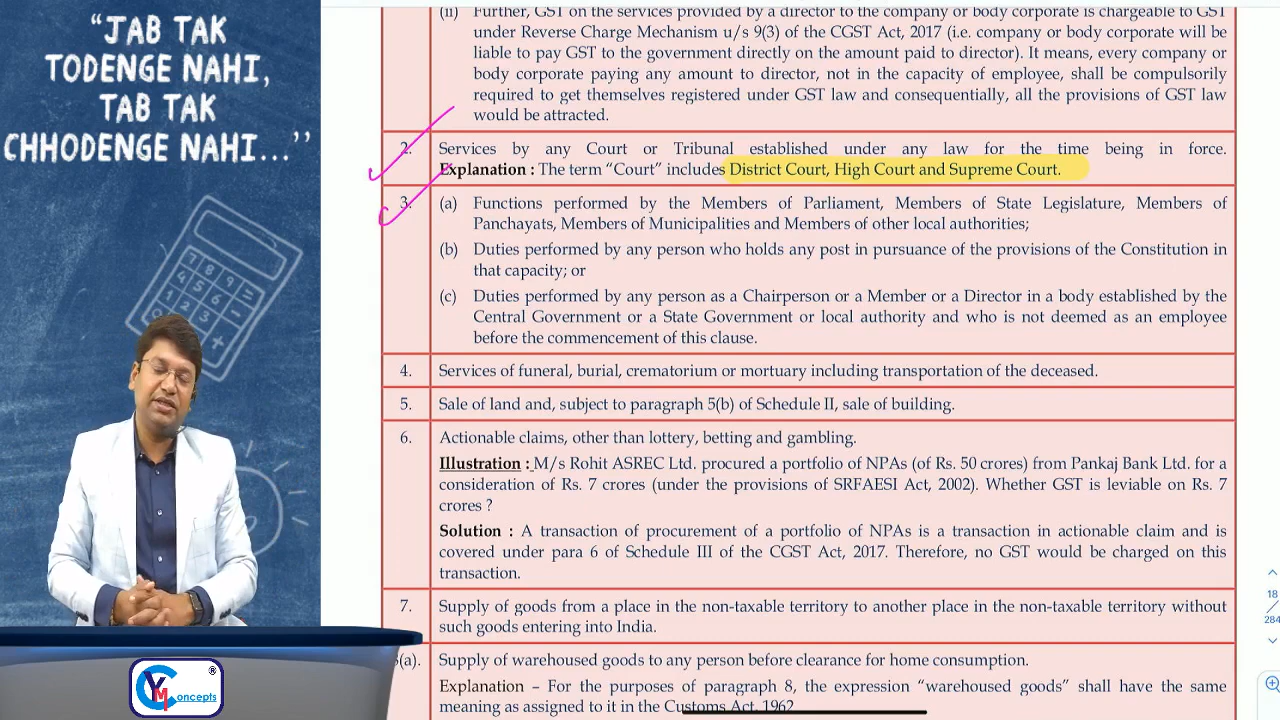 “JAB TAK
TODENGE NAHI,
TAB TAK
CHHODENGE NAHI...’’
(ii) Further, GST on the services provided by a director to the company or body corporate is chargeable to GST
under Reverse Charge Mechanism u/s 9(3) of the CGST Act, 2017 (i.e. company or body corporate will be
liable to pay GST to the government directly on the amount paid to director). It means, every company or
body corporate paying any amount to director, not in the capacity of employee, shall be compulsorily
required to get themselves registered under GST law and consequentially, all the provisions of GST law
would be attracted.
2. Services by any Court or Tribunal established under any law for the time being in force.
Explanation : The term “Court” includes District Court, High Court and Supreme Court.
3. (a) Functions performed by the Members of Parliament, Members of State Legislature, Members of
Panchayats, Members of Municipalities and Members of other local authorities;
(b) Duties performed by any person who holds any post in pursuance of the provisions of the Constitution in
that capacity; or
(c) Duties performed by any person as a Chairperson or a Member or a Director in a body established by the
Central Government or a State Government or local authority and who is not deemed as an employee
before the commencement of this clause.
4. Services of funeral, burial, crematorium or mortuary including transportation of the deceased.
5. Sale of land and, subject to paragraph 5(b) of Schedule II, sale of building.
6. Actionable claims, other than lottery, betting and gambling.
Illustration : M/s Rohit ASREC Ltd. procured a portfolio of NPAs (of Rs. 50 crores) from Pankaj Bank Ltd. for a
consideration of Rs. 7 crores (under the provisions of SRFAESI Act, 2002). Whether GST is leviable on Rs. 7
crores ?
Solution : A transaction of procurement of a portfolio of NPAs is a transaction in actionable claim and is
covered under para 6 of Schedule III of the CGST Act, 2017. Therefore, no GST would be charged on this
transaction.
7. Supply of goods from a place in the non-taxable territory to another place in the non-taxable territory without
such goods entering into India.
(a). Supply of warehoused goods to any person before clearance for home consumption.
Explanation – For the purposes of paragraph 8, the expression “warehoused goods” shall have the same
meaning as assigned to it in the Customs Act, 1962
7 8 9 ÷
4 5 6 -
1 2 3
0 . +
YM Concepts ®
18
/
284